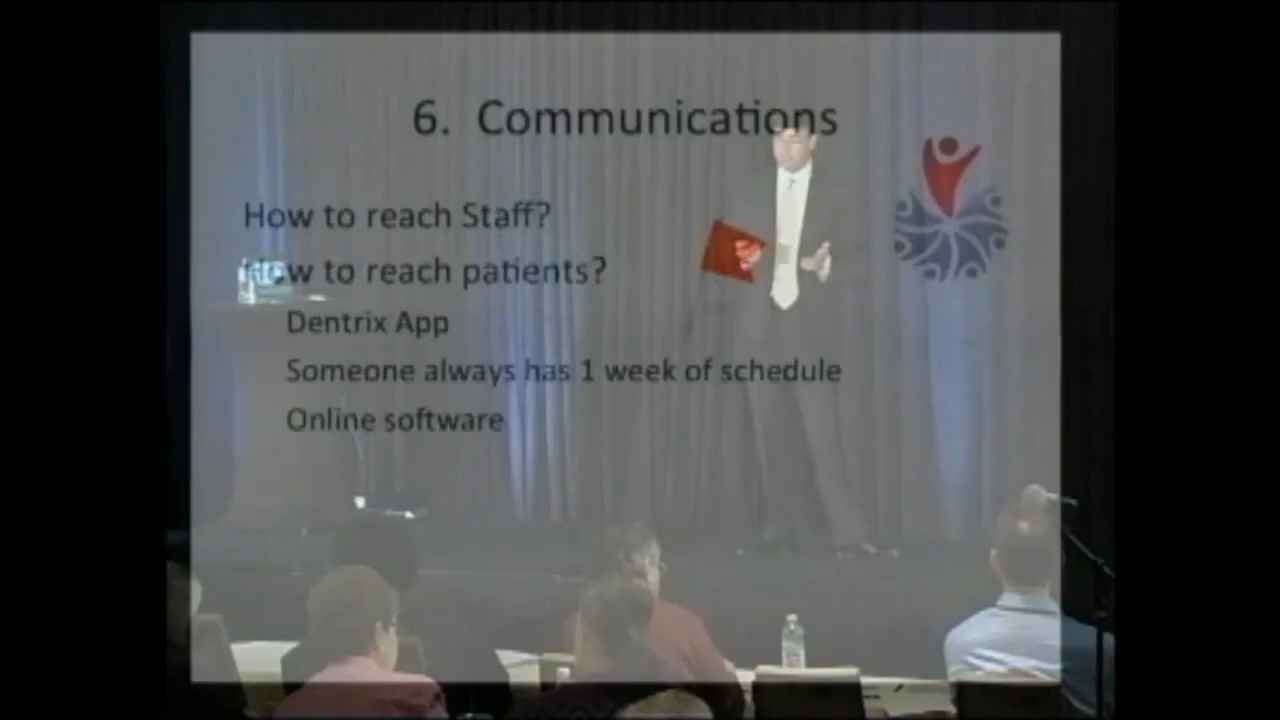 6. Communications
How to reach Staff?
How to reach patients?
Dentrix App
Someone always has 1 week of schedule
Online software